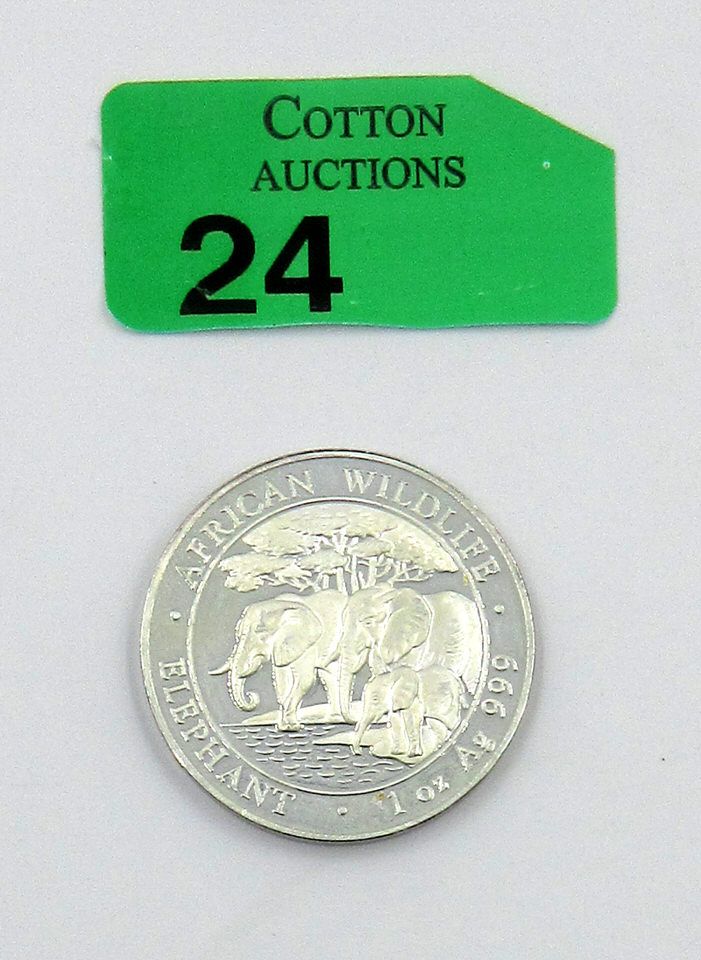 COTTON
AUCTIONS
24
AFRICAN WILDLIFE
ELEPHANT
1 oz Ag 999